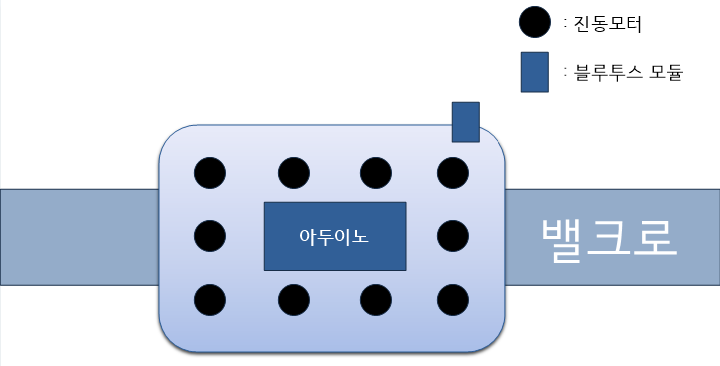 : 진동모터
: 블루투스 모듈
아두이노
밸크로